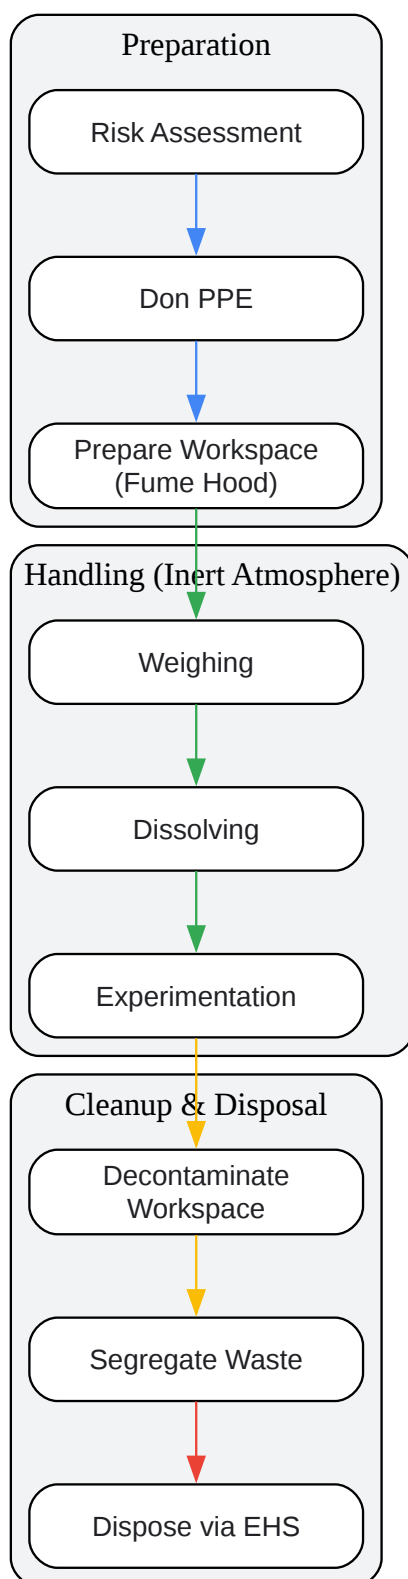 Preparation
Risk Assessment
Don PPE
Prepare Workspace
(Fume Hood)
Handling (Inert Atmosphere)
Weighing
Dissolving
Experimentation
Cleanup & Disposal
Decontaminate
Workspace
Segregate Waste
Dispose via EHS